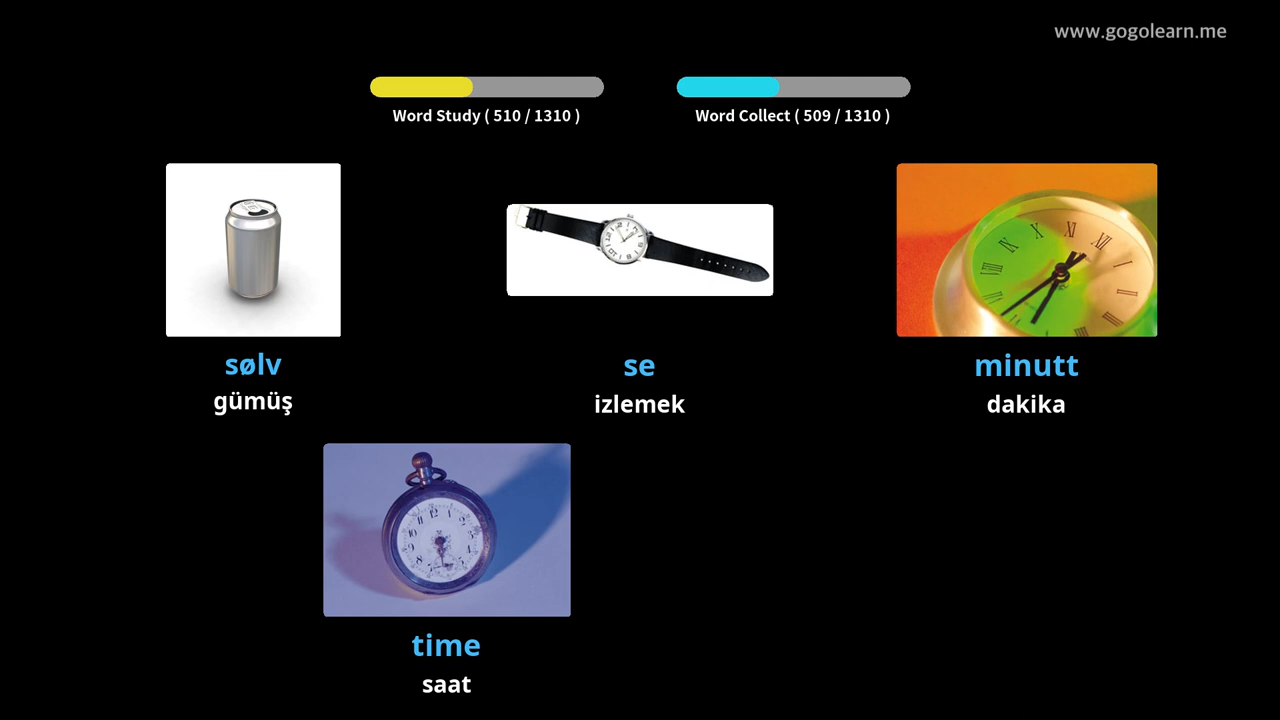 www.gogolearn.me
Word Study ( 510 / 1310 )
Word Collect ( 509 / 1310 )
sølv
gümüş
se
izlemek
minutt
dakika
time
saat